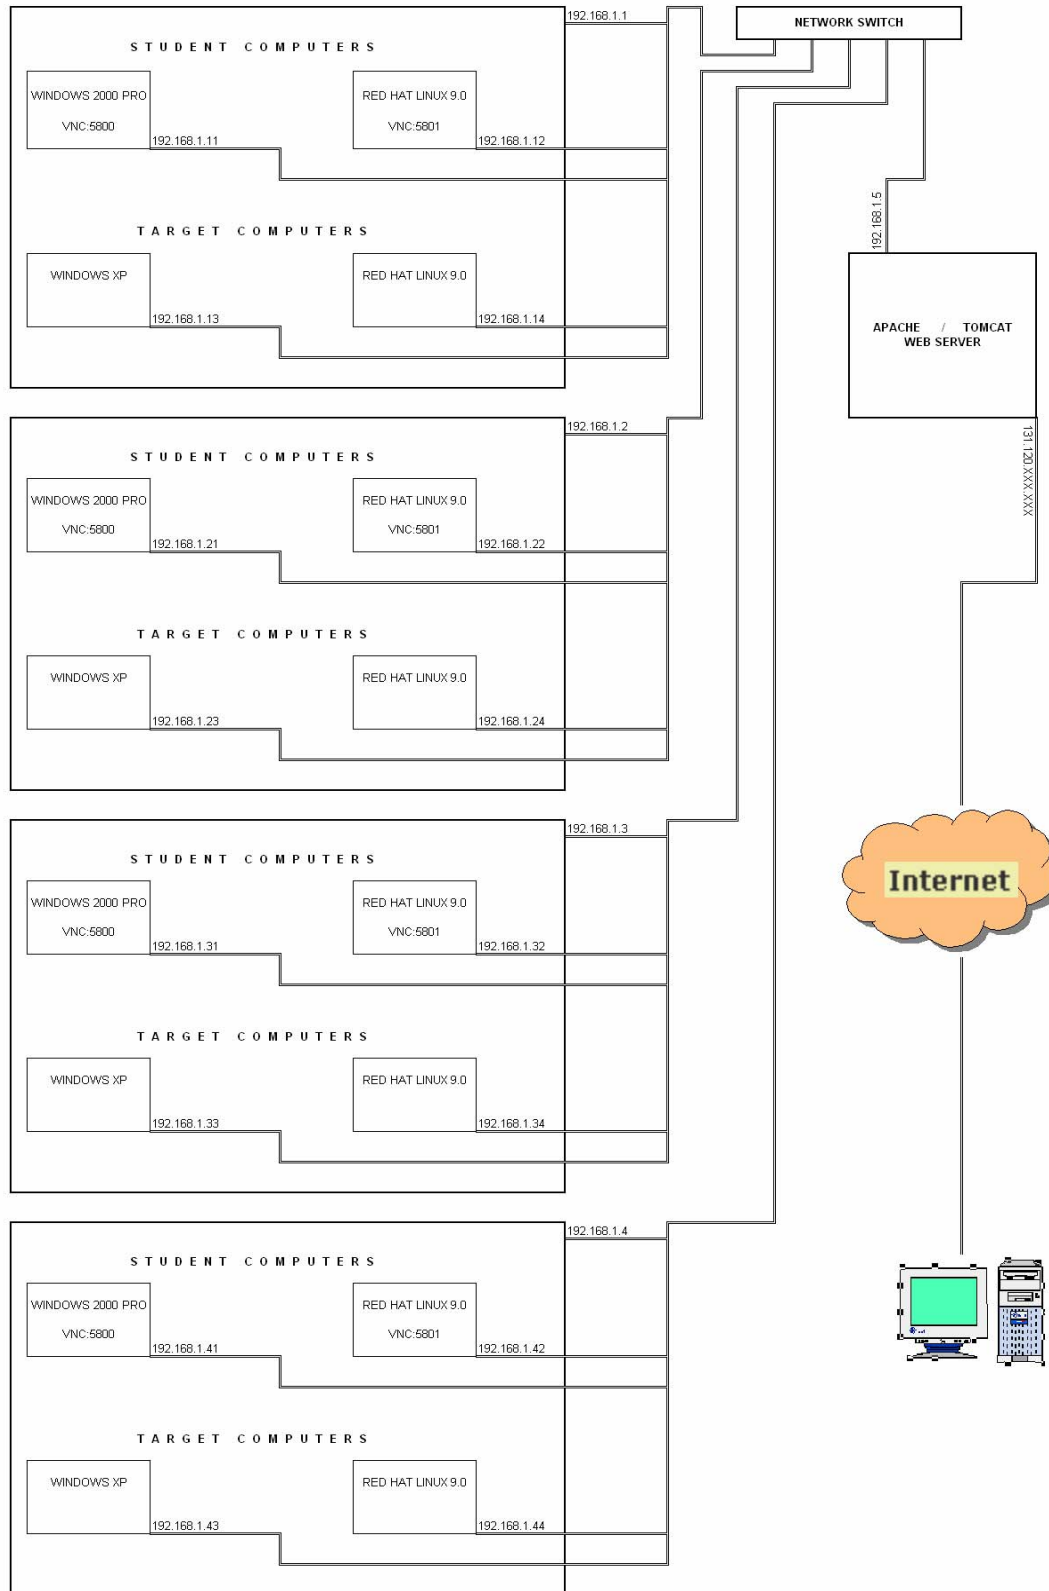 192.168.1.1
NETWORK SWITCH
STUDENT COMPUTERS
WINDOWS 2000 PRO
VNC:5800
192.168.1.11
RED HAT LINUX 9.0
VNC:5801
192.168.1.12
TARGET COMPUTERS
WINDOWS XP
192.168.1.13
RED HAT LINUX 9.0
192.168.1.14
192.168.1.5
APACHE / TOMCAT
WEB SERVER
131.120.XXX.XXX
192.168.1.2
STUDENT COMPUTERS
WINDOWS 2000 PRO
VNC:5800
192.168.1.21
RED HAT LINUX 9.0
VNC:5801
192.168.1.22
TARGET COMPUTERS
WINDOWS XP
192.168.1.23
RED HAT LINUX 9.0
192.168.1.24
192.168.1.3
STUDENT COMPUTERS
WINDOWS 2000 PRO
VNC:5800
192.168.1.31
RED HAT LINUX 9.0
VNC:5801
192.168.1.32
Internet
TARGET COMPUTERS
WINDOWS XP
192.168.1.33
RED HAT LINUX 9.0
192.168.1.34
192.168.1.4
STUDENT COMPUTERS
WINDOWS 2000 PRO
VNC:5800
192.168.1.41
RED HAT LINUX 9.0
VNC:5801
192.168.1.42
TARGET COMPUTERS
WINDOWS XP
192.168.1.43
RED HAT LINUX 9.0
192.168.1.44